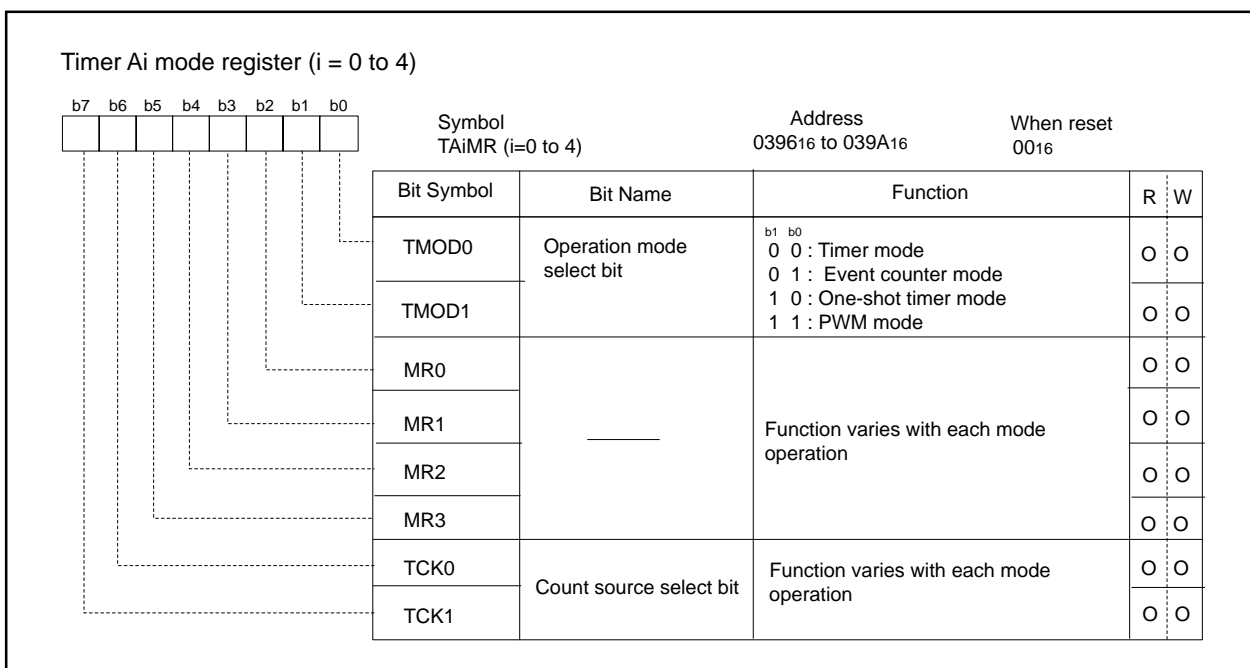 Timer Ai mode register (i = 0 to 4)
b7 b6 b5 b4 b3 b2 b1 b0
Symbol Address When reset
TAiMR (i=0 to 4) 039616 to 039A16 0016
Bit Symbol Bit Name Function R W
TMOD0 Operation mode select bit b1 b0 O O
0 0 : Timer mode
0 1 : Event counter mode
TMOD1 1 0 : One-shot timer mode O O
1 1 : PWM mode
MR0 O O
MR1 Function varies with each mode operation O O
MR2 O O
MR3 O O
TCK0 Count source select bit Function varies with each mode operation O O
TCK1 O O